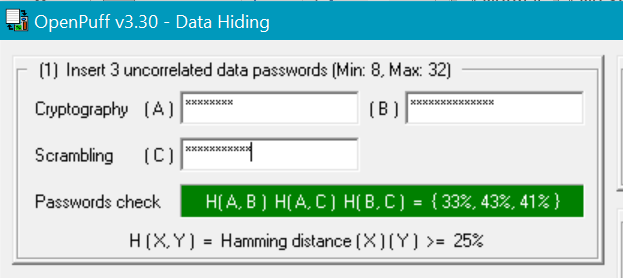 OpenPuff v3.30 - Data Hiding
(1) Insert 3 uncorrelated data passwords (Min: 8, Max: 32)
Cryptography (A) ******** (B) **************
Scrambling (C) ***********
Passwords check H(A,B) H(A,C) H(B,C) = { 33%, 43%, 41% }
H(X,Y) = Hamming distance (X)(Y) >= 25%